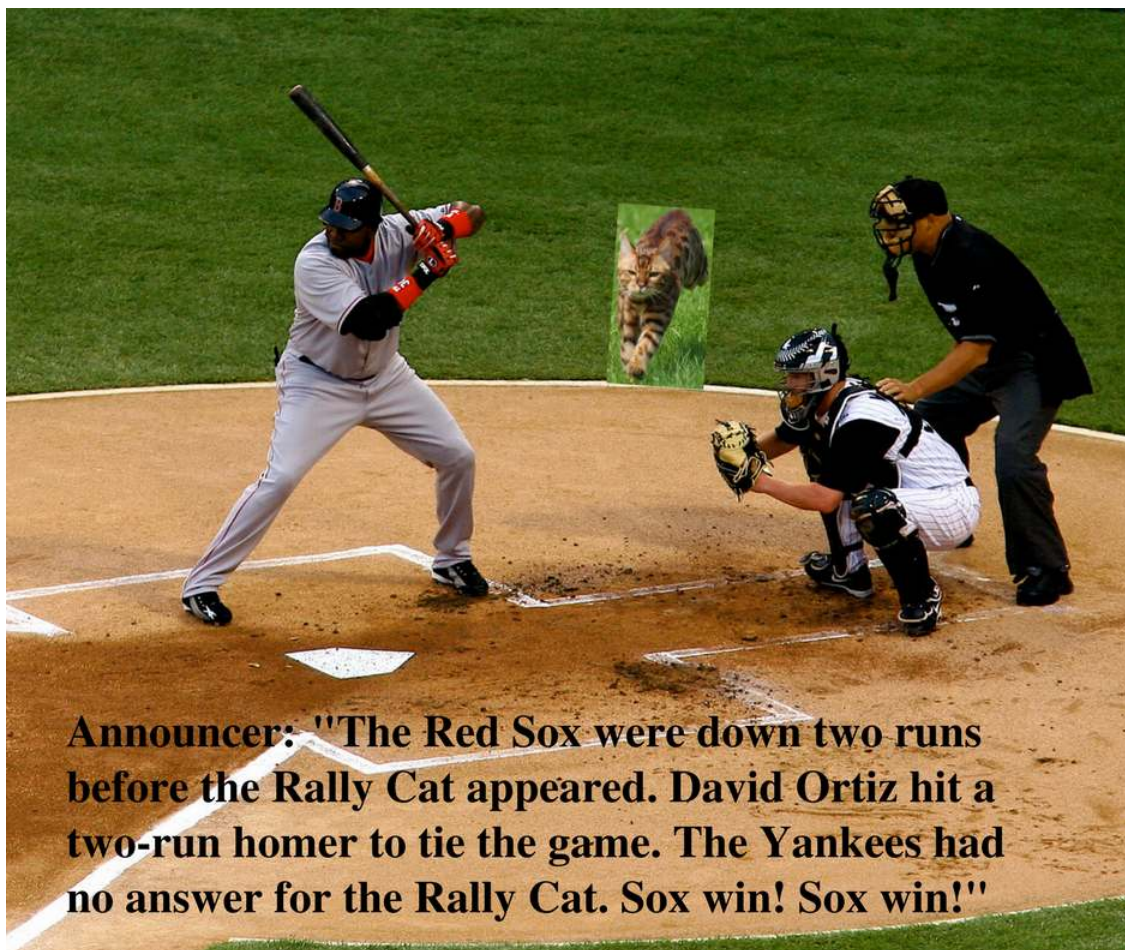 B
Announcer: "The Red Sox were down two runs
before the Rally Cat appeared. David Ortiz hit a
two-run homer to tie the game. The Yankees had
no answer for the Rally Cat. Sox win! Sox win!"